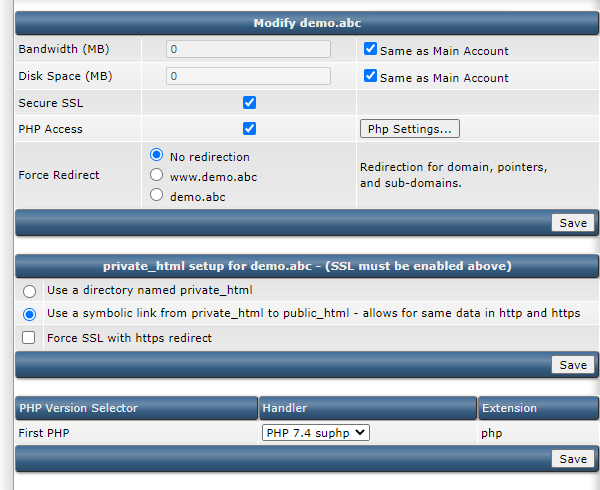 Modify demo.abc
Bandwidth (MB) 0 Same as Main Account
Disk Space (MB) 0 Same as Main Account
Secure SSL
PHP Access Php Settings...
Force Redirect
No redirection
www.demo.abc
demo.abc
Redirection for domain, pointers,
and sub-domains.
Save
private_html setup for demo.abc - (SSL must be enabled above)
Use a directory named private_html
Use a symbolic link from private_html to public_html - allows for same data in http and https
Force SSL with https redirect
Save
PHP Version Selector Handler Extension
First PHP PHP 7.4 suphp php
Save